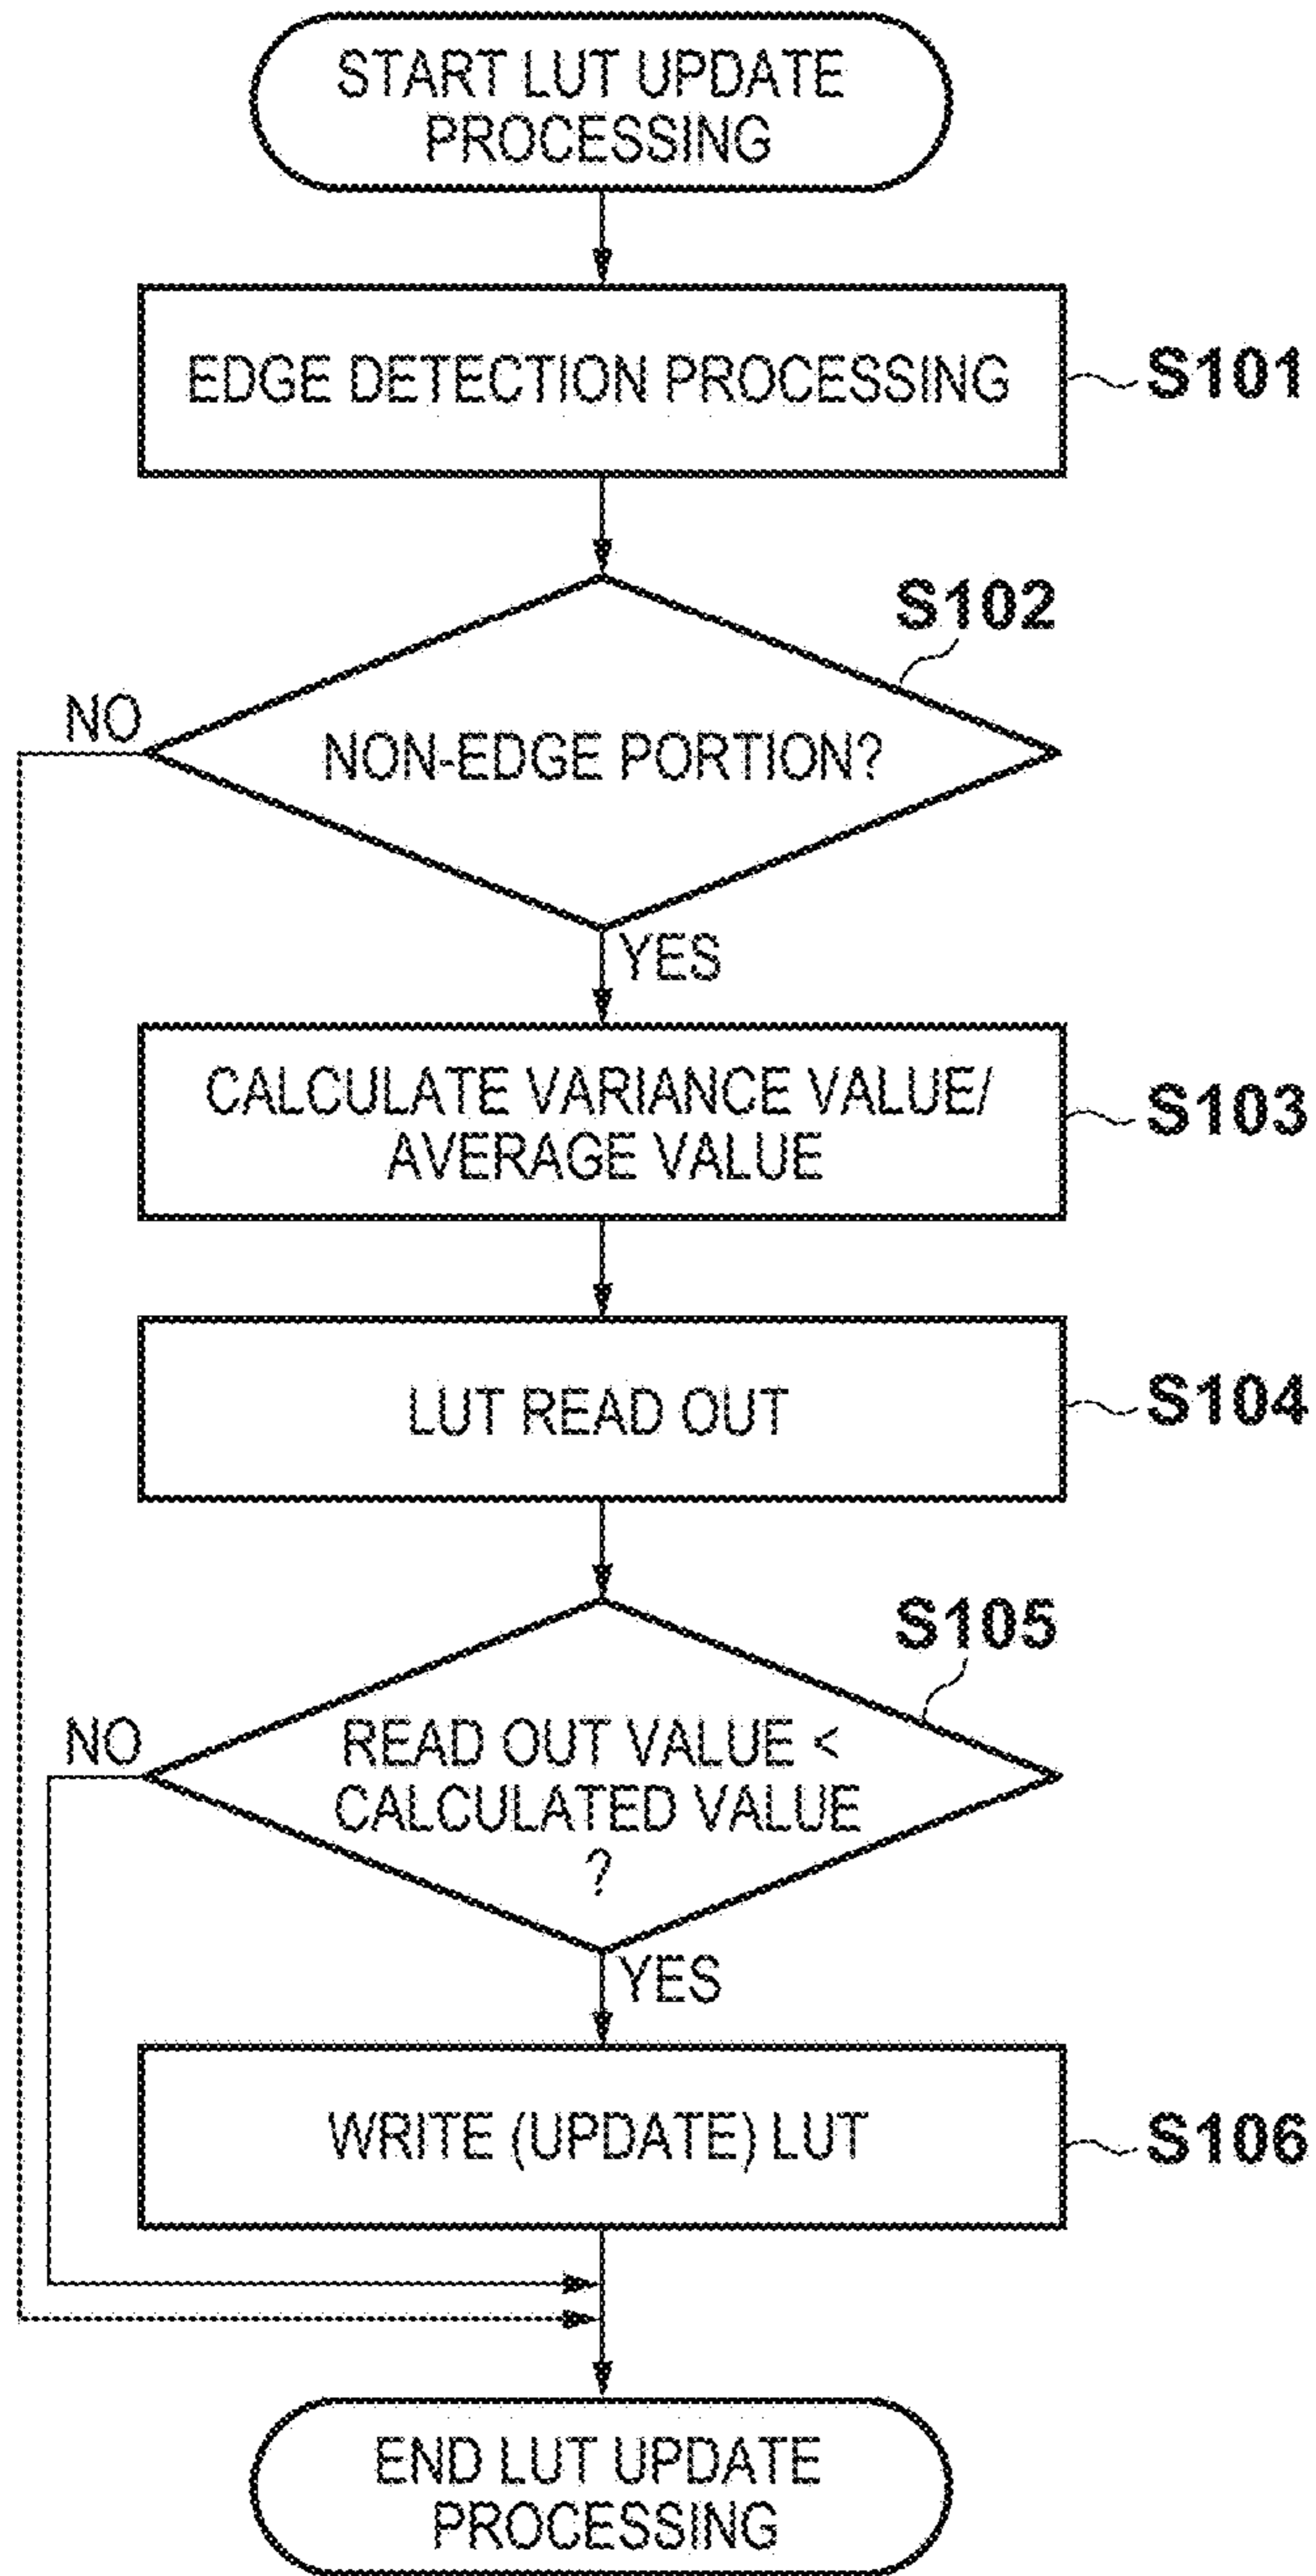 START LUT UPDATE
PROCESSING
EDGE DETECTION PROCESSING
S101
S102
NO
NON-EDGE PORTION?
YES
CALCULATE VARIANCE VALUE/
AVERAGE VALUE
S103
LUT READ OUT
S104
S105
NO
READ OUT VALUE <
CALCULATED VALUE
?
YES
WRITE (UPDATE) LUT
S106
END LUT UPDATE
PROCESSING